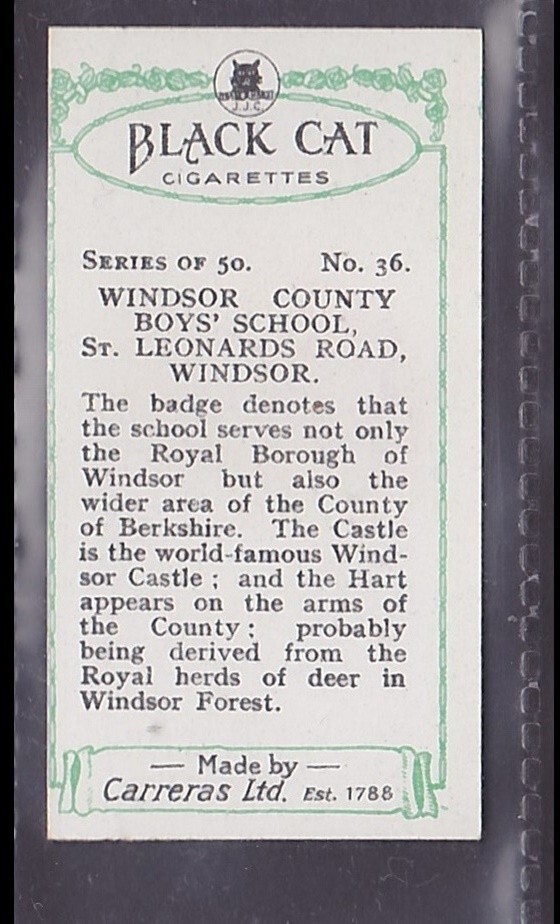 J.J.C.
BLACK CAT
CIGARETTES
SERIES OF 50. No. 36.
WINDSOR COUNTY
BOYS' SCHOOL,
ST. LEONARDS ROAD,
WINDSOR.
The badge denotes that
the school serves not only
the Royal Borough of
Windsor but also the
wider area of the County
of Berkshire. The Castle
is the world-famous Wind-
sor Castle ; and the Hart
appears on the arms of
the County : probably
being derived from the
Royal herds of deer in
Windsor Forest.
— Made by —
Carreras Ltd. Est. 1788